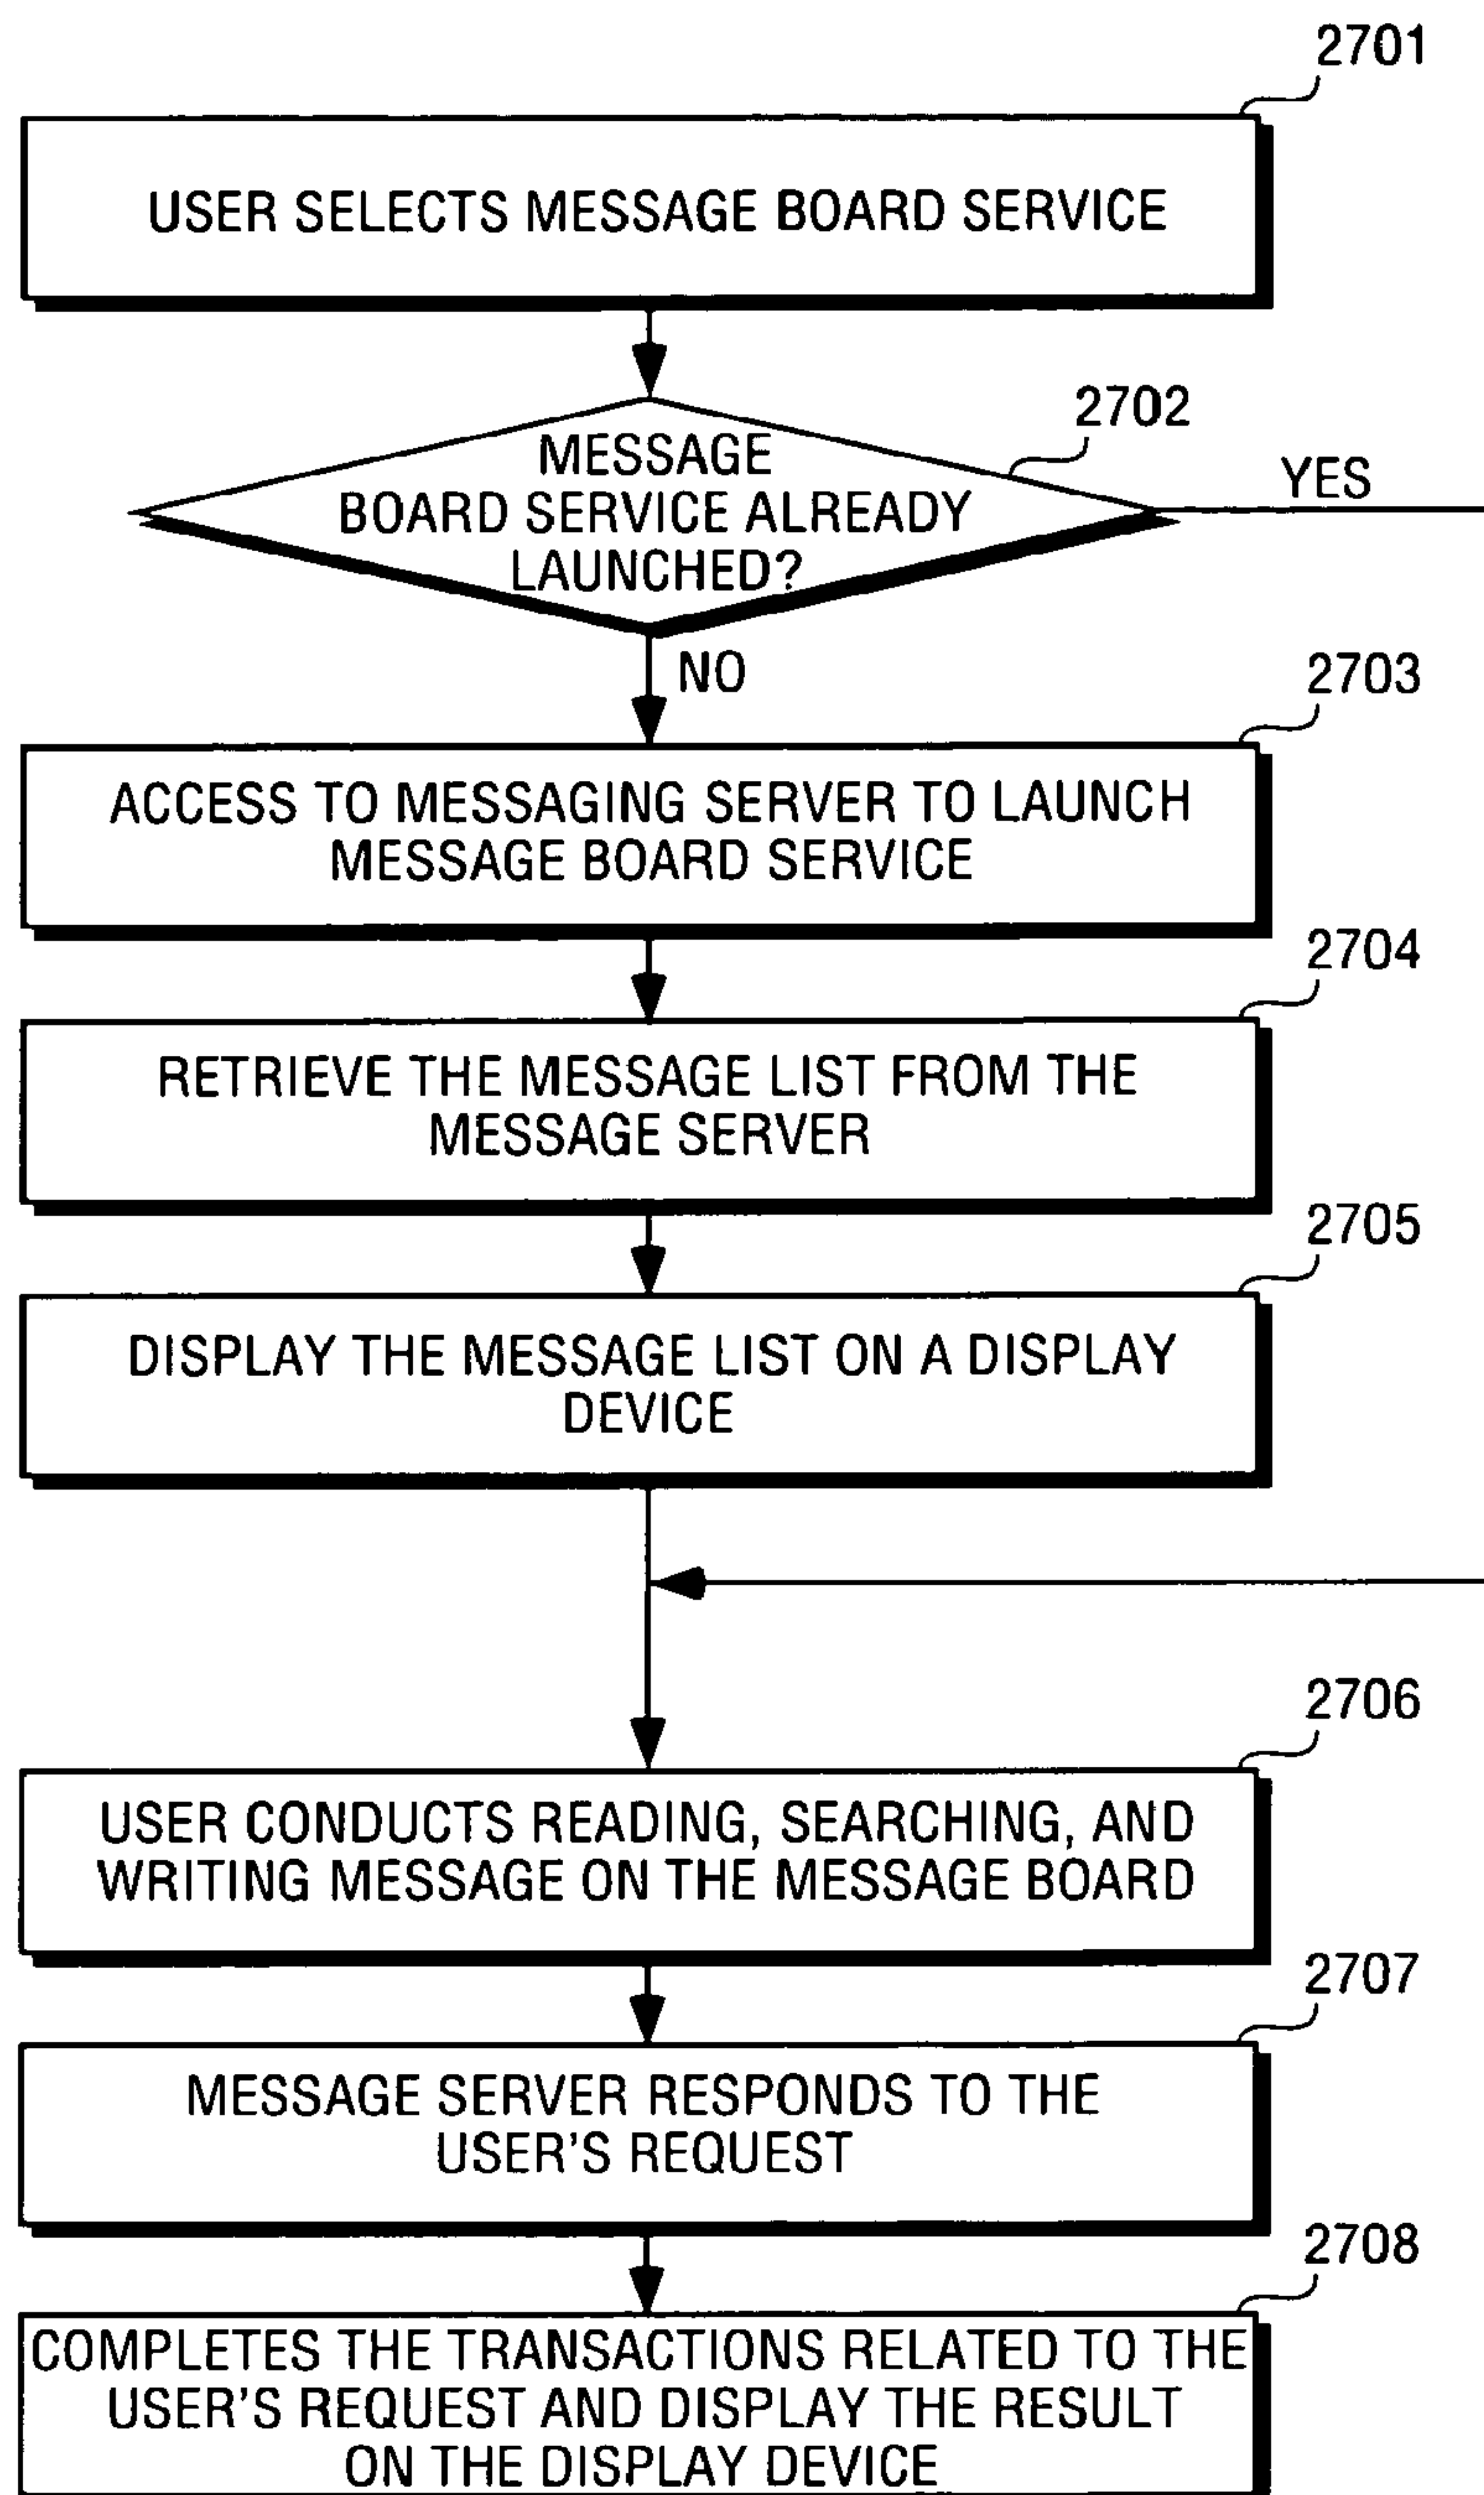 2701
USER SELECTS MESSAGE BOARD SERVICE
2702
MESSAGE
BOARD SERVICE ALREADY
LAUNCHED?
YES
NO
2703
ACCESS TO MESSAGING SERVER TO LAUNCH
MESSAGE BOARD SERVICE
2704
RETRIEVE THE MESSAGE LIST FROM THE
MESSAGE SERVER
2705
DISPLAY THE MESSAGE LIST ON A DISPLAY
DEVICE
2706
USER CONDUCTS READING, SEARCHING, AND
WRITING MESSAGE ON THE MESSAGE BOARD
2707
MESSAGE SERVER RESPONDS TO THE
USER'S REQUEST
2708
COMPLETES THE TRANSACTIONS RELATED TO THE
USER'S REQUEST AND DISPLAY THE RESULT
ON THE DISPLAY DEVICE